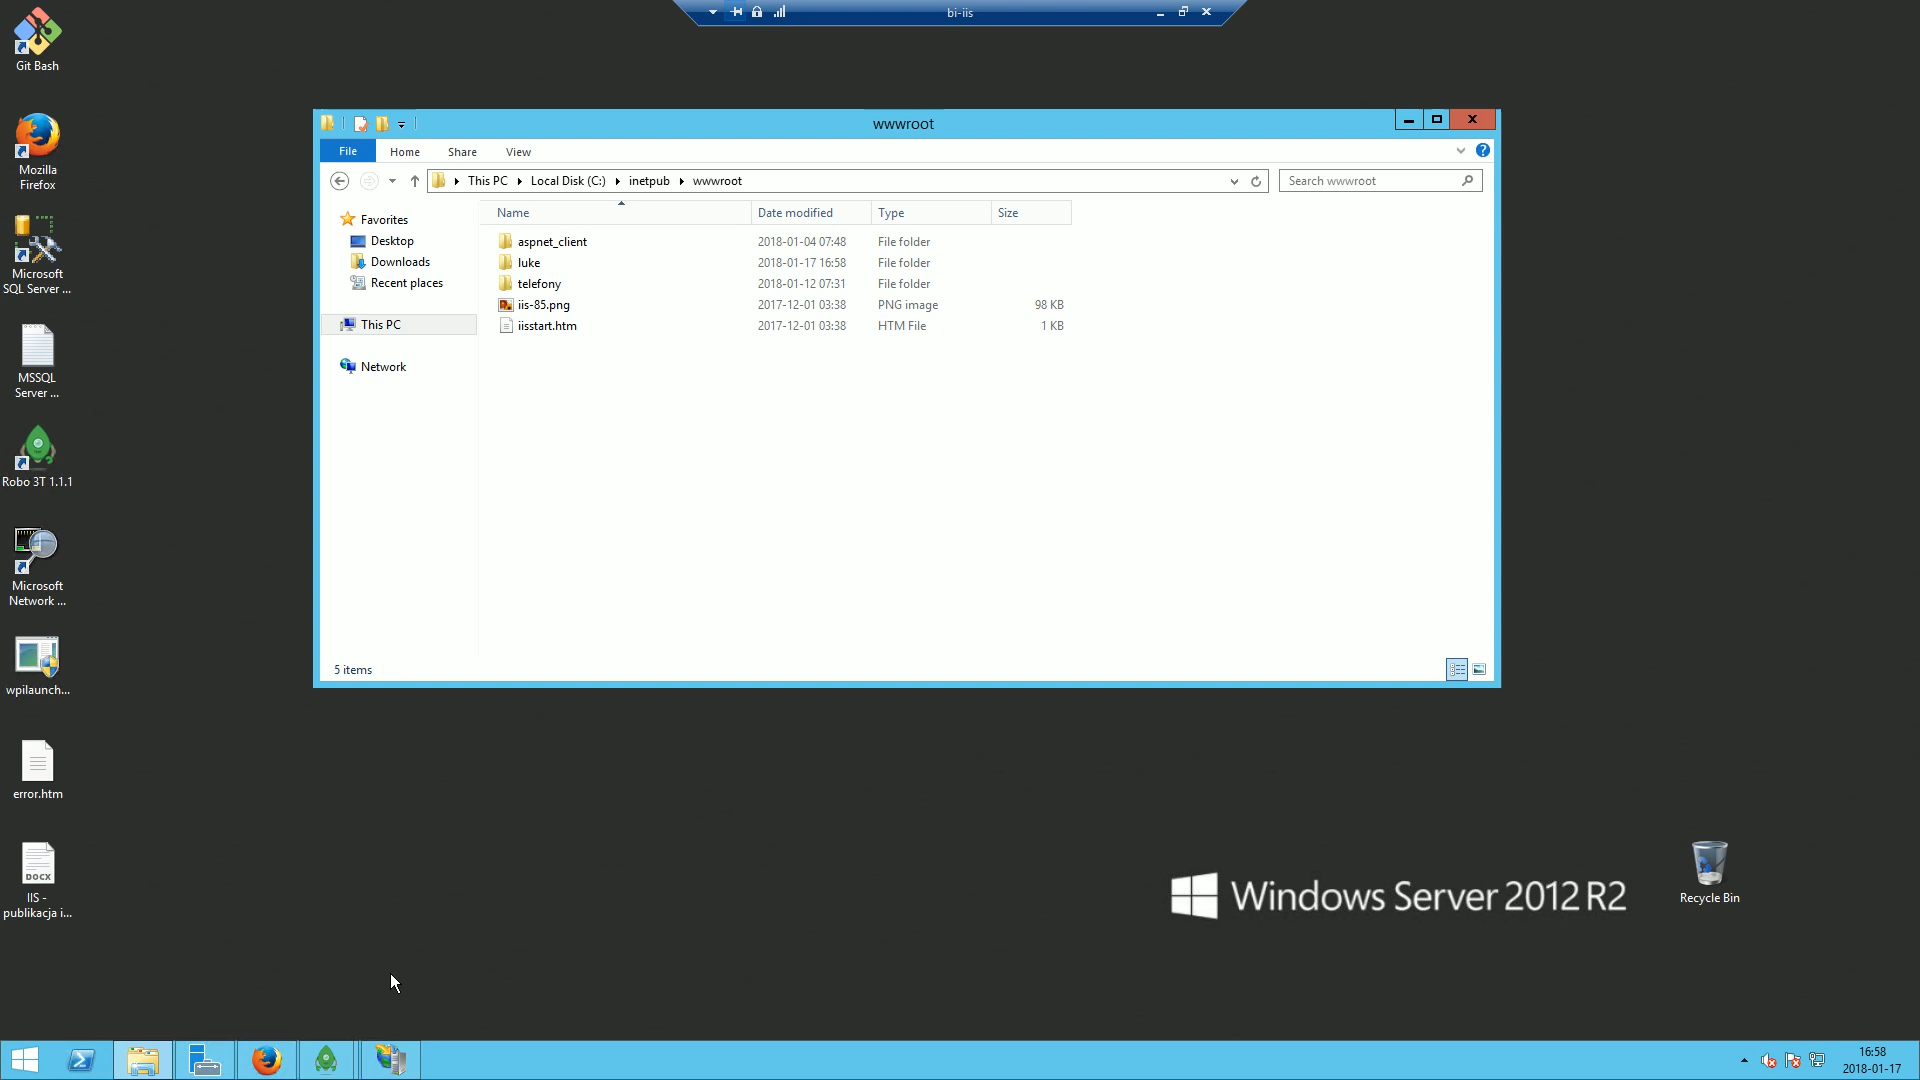 bi-iis
Git Bash
Mozilla
Firefox
Microsoft
SQL Server ...
MSSQL
Server ...
Robo 3T 1.1.1
Microsoft
Network ...
wpilaunch...
error.htm
DOCX
IIS -
publikacja i...
wwwroot
File Home Share View
This PC Local Disk (C:) inetpub wwwroot
Search wwwroot
Favorites
Desktop
Downloads
Recent places
This PC
Network
Name Date modified Type Size
aspnet_client 2018-01-04 07:48 File folder
luke 2018-01-17 16:58 File folder
telefony 2018-01-12 07:31 File folder
iis-85.png 2017-12-01 03:38 PNG image 98 KB
iisstart.htm 2017-12-01 03:38 HTM File 1 KB
5 items
Windows Server 2012 R2
Recycle Bin
16:58
2018-01-17